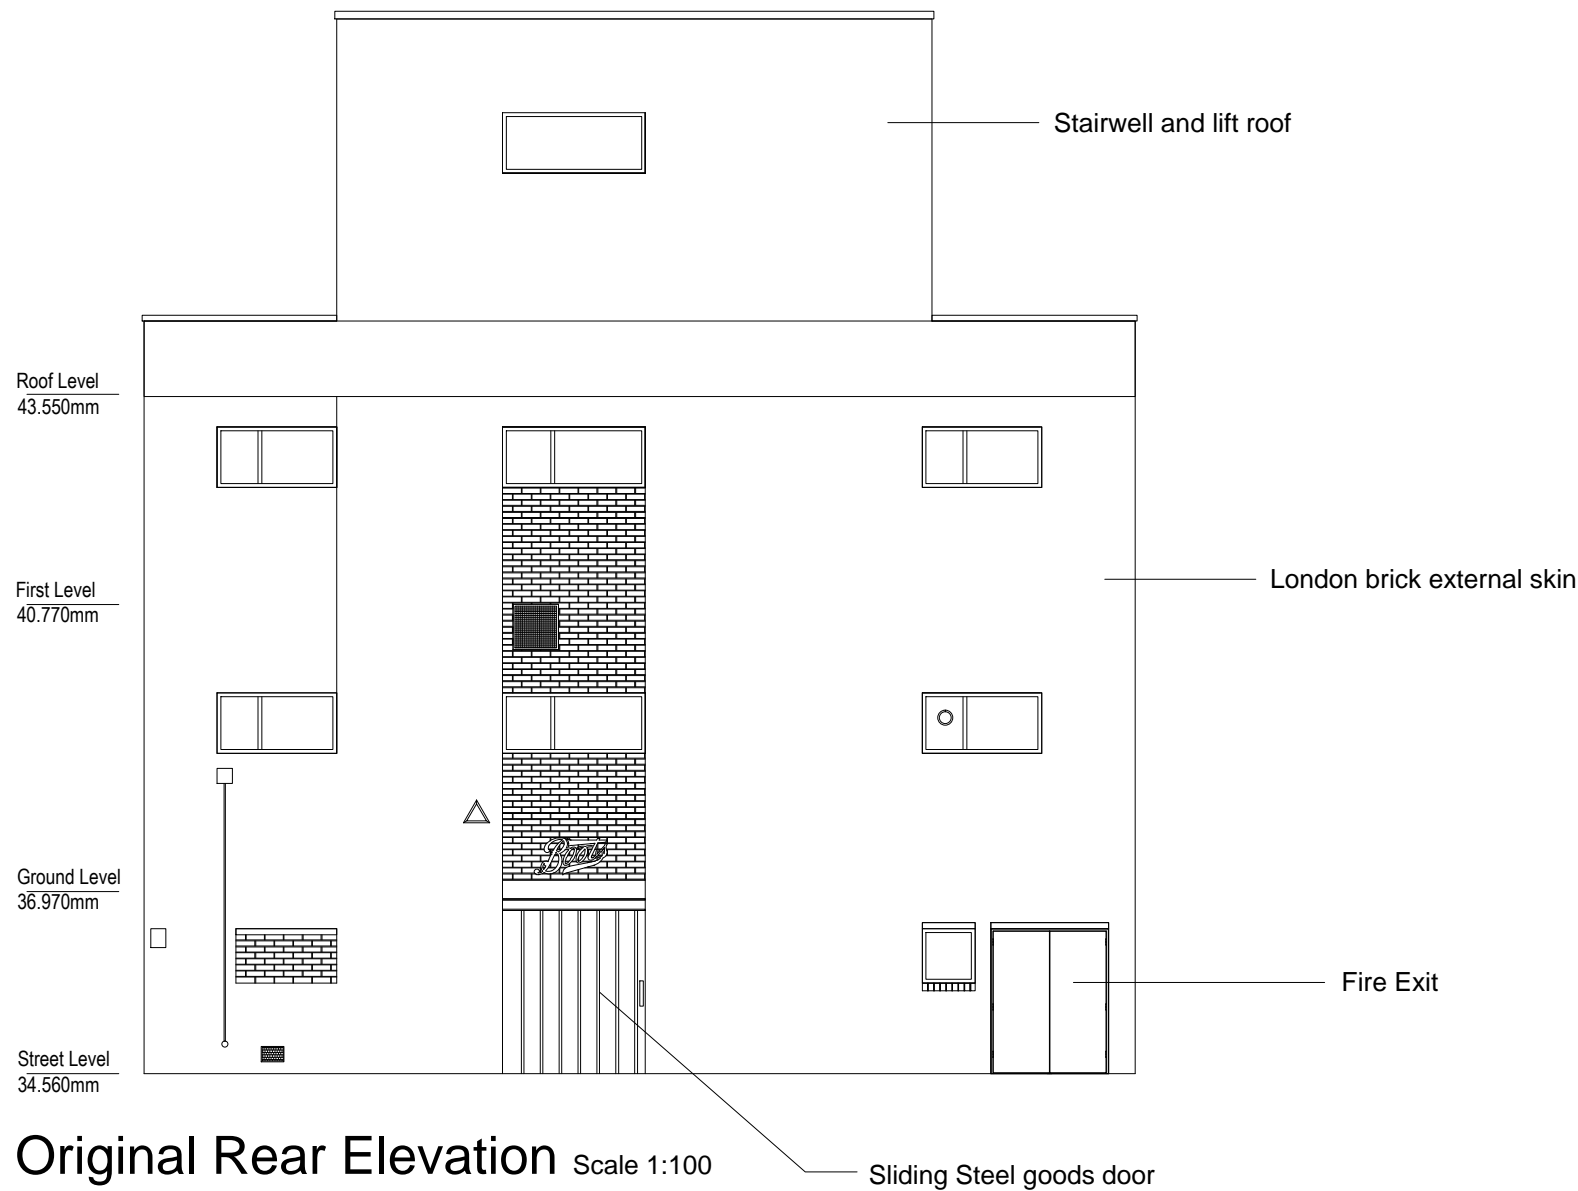 Stairwell and lift roof
Roof Level
43.550mm
First Level
40.770mm
London brick external skin
Boots
Ground Level
36.970mm
Fire Exit
Street Level
34.560mm
Original Rear Elevation Scale 1:100
Sliding Steel goods door